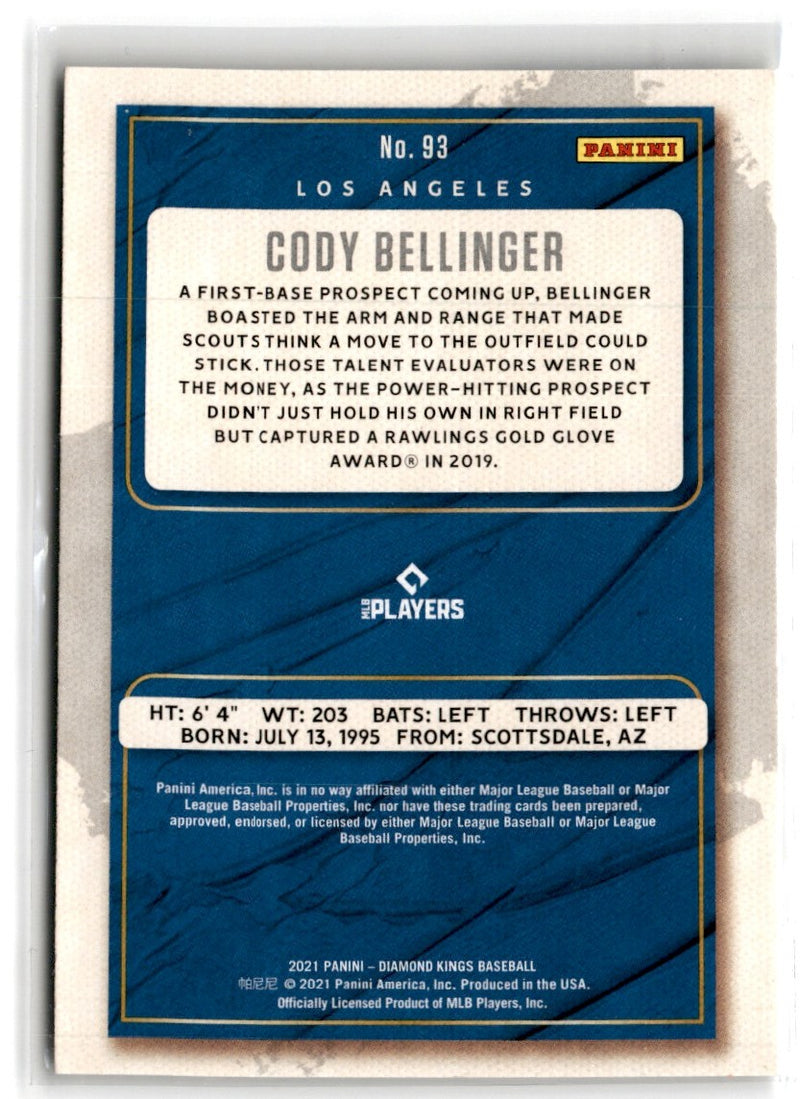 No. 93
PANINI
LOS ANGELES
CODY BELLINGER
A FIRST-BASE PROSPECT COMING UP, BELLINGER
BOASTED THE ARM AND RANGE THAT MADE
SCOUTS THINK A MOVE TO THE OUTFIELD COULD
STICK. THOSE TALENT EVALUATORS WERE ON
THE MONEY, AS THE POWER-HITTING PROSPECT
DIDN'T JUST HOLD HIS OWN IN RIGHT FIELD
BUT CAPTURED A RAWLINGS GOLD GLOVE
AWARD® IN 2019.
MLB PLAYERS
HT: 6' 4" WT: 203 BATS: LEFT THROWS: LEFT
BORN: JULY 13, 1995 FROM: SCOTTSDALE, AZ
Panini America, Inc. is in no way affiliated with either Major League Baseball or Major
League Baseball Properties, Inc. nor have these trading cards been prepared,
approved, endorsed, or licensed by either Major League Baseball or Major League
Baseball Properties, Inc.
2021 PANINI – DIAMOND KINGS BASEBALL
帕尼尼 © 2021 Panini America, Inc. Produced in the USA.
Officially Licensed Product of MLB Players, Inc.